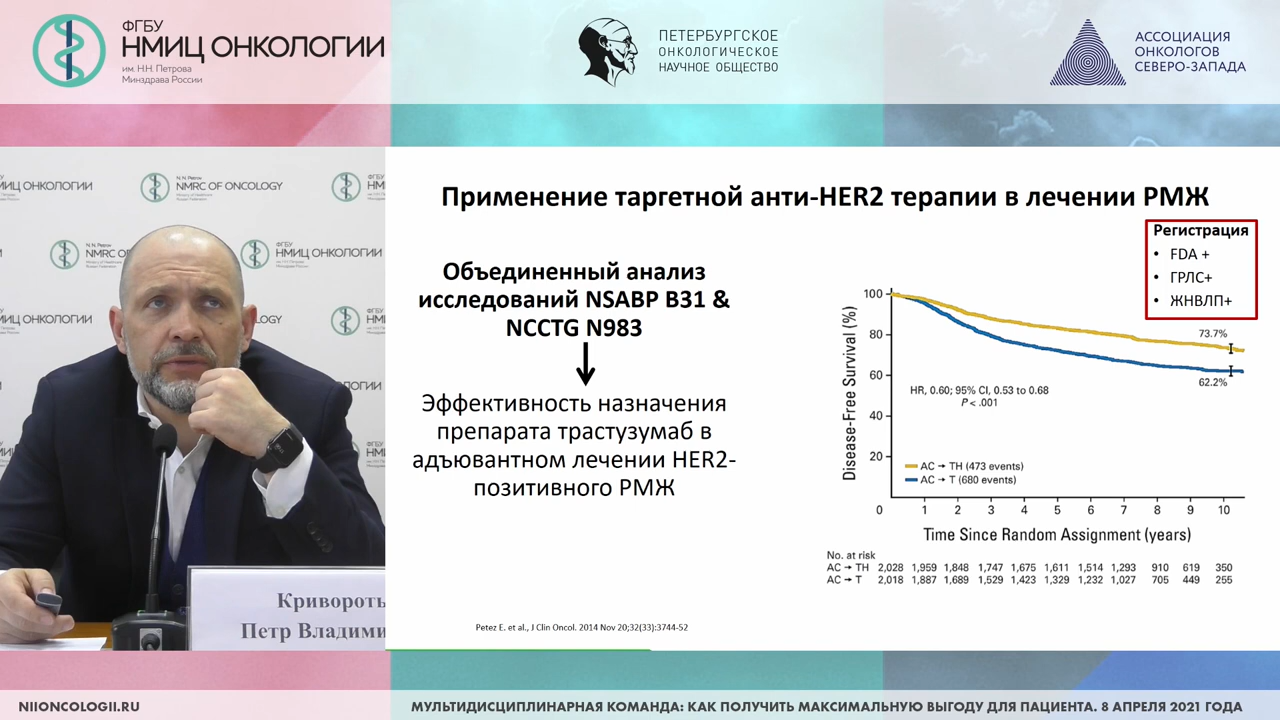 ФГБУ
НМИЦ ОНКОЛОГИИ
им. Н.Н. Петрова
Минздрава России
ПЕТЕРБУРГСКОЕ
ОНКОЛОГИЧЕСКОЕ
НАУЧНОЕ ОБЩЕСТВО
АССОЦИАЦИЯ
ОНКОЛОГОВ
СЕВЕРО-ЗАПАДА
N.N. Petrov
NMRC OF ONCOLOGY
ФГБУ
НМИЦ ОНКОЛОГИИ
Кривороть
Петр Владими
Применение таргетной анти-HER2 терапии в лечении РМЖ
Регистрация
• FDA +
• ГРЛС+
• ЖНВЛП+
Объединенный анализ
исследований NSABP B31 &
NCCTG N983
Эффективность назначения
препарата трастузумаб в
адъювантном лечении HER2-
позитивного РМЖ
Disease-Free Survival (%)
100
80
60
40
20
0
73.7%
62.2%
HR, 0.60; 95% CI, 0.53 to 0.68
P < .001
AC → TH (473 events)
AC → T (680 events)
1 2 3 4 5 6 7 8 9 10
Time Since Random Assignment (years)
No. at risk
AC → TH 2,028 1,959 1,848 1,747 1,675 1,611 1,514 1,293 910 619 350
AC → T 2,018 1,887 1,689 1,529 1,423 1,329 1,232 1,027 705 449 255
Petez E. et al., J Clin Oncol. 2014 Nov 20;32(33):3744-52
NIIONCOLOGII.RU
МУЛЬТИДИСЦИПЛИНАРНАЯ КОМАНДА: КАК ПОЛУЧИТЬ МАКСИМАЛЬНУЮ ВЫГОДУ ДЛЯ ПАЦИЕНТА. 8 АПРЕЛЯ 2021 ГОДА